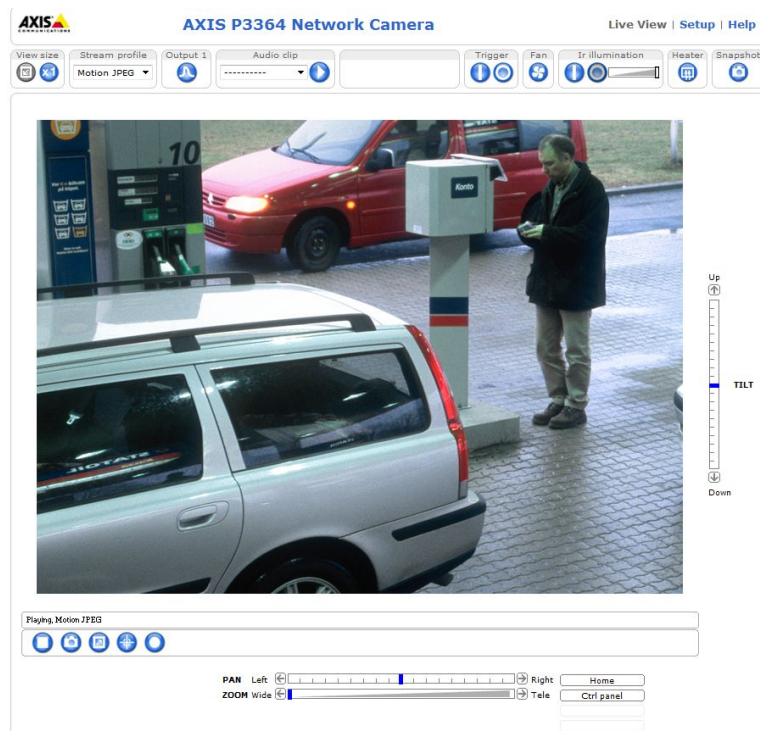 AXIS
COMMUNICATIONS
AXIS P3364 Network Camera
Live View | Setup | Help
View size
Stream profile
Output 1
Audio clip
Trigger
Fan
Ir illumination
Heater
Snapshot
x1
Motion JPEG
----------
10
Konto
STATOIL
Up
TILT
Down
Playing, Motion JPEG
PAN Left Right Home
ZOOM Wide Tele Ctrl panel